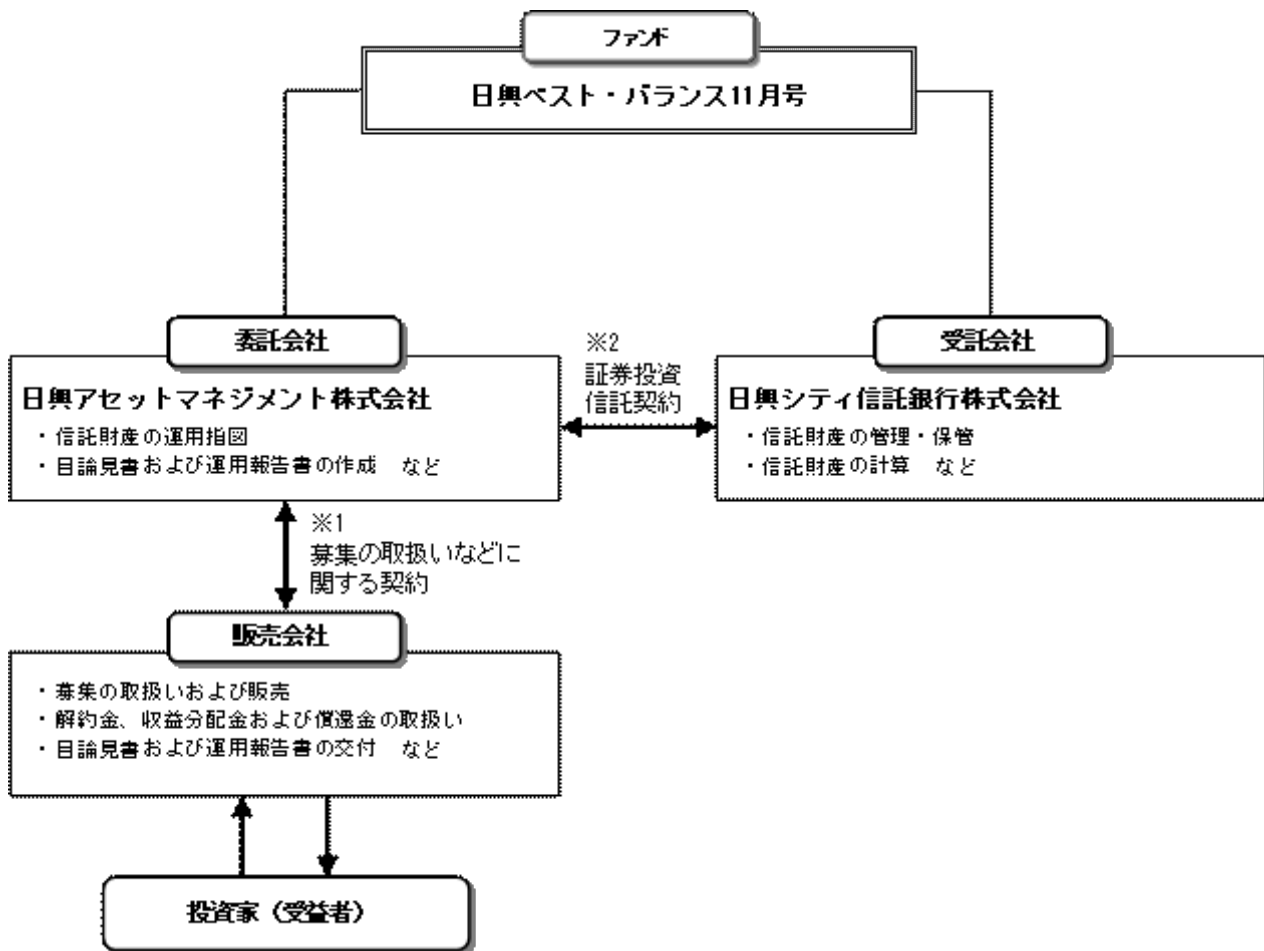 ファンド
日興ベスト・バランス11月号
委託会社
日興アセットマネジメント株式会社
・信託財産の運用指図
・目論見書および運用報告書の作成 など
※2
証券投資
信託契約
受託会社
日興シティ信託銀行株式会社
・信託財産の管理・保管
・信託財産の計算 など
※1
募集の取扱いなどに
関する契約
販売会社
・募集の取扱いおよび販売
・解約金、収益分配金および償還金の取扱い
・目論見書および運用報告書の交付 など
投資家（受益者）